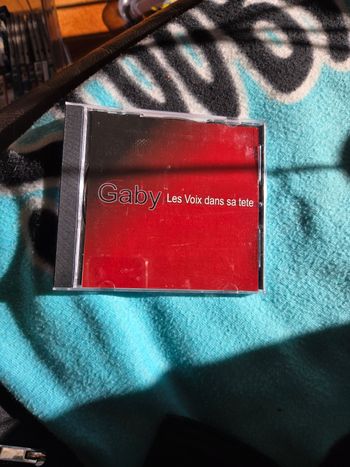 Gaby Les Voix dans sa tete